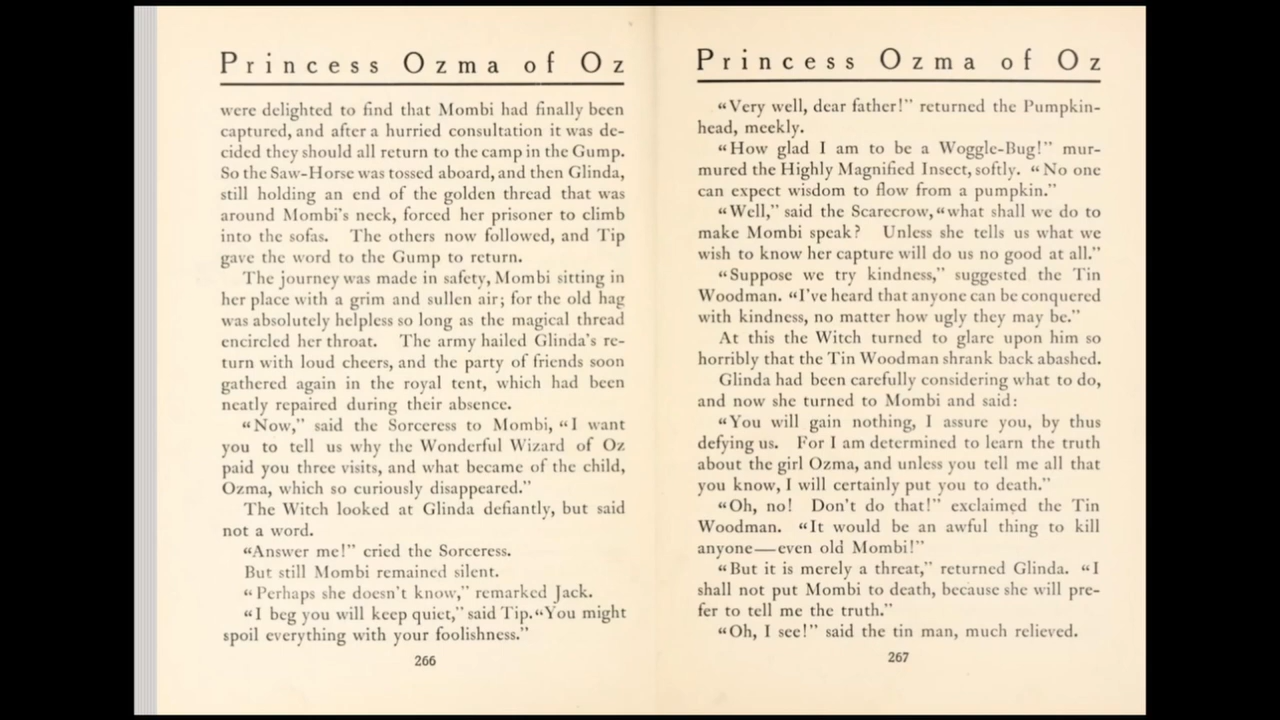 Princess Ozma of Oz
were delighted to find that Mombi had finally been
captured, and after a hurried consultation it was de-
cided they should all return to the camp in the Gump.
So the Saw-Horse was tossed aboard, and then Glinda,
still holding an end of the golden thread that was
around Mombi's neck, forced her prisoner to climb
into the sofas. The others now followed, and Tip
gave the word to the Gump to return.
The journey was made in safety, Mombi sitting in
her place with a grim and sullen air; for the old hag
was absolutely helpless so long as the magical thread
encircled her throat. The army hailed Glinda's re-
turn with loud cheers, and the party of friends soon
gathered again in the royal tent, which had been
neatly repaired during their absence.
“Now,” said the Sorceress to Mombi, “I want
you to tell us why the Wonderful Wizard of Oz
paid you three visits, and what became of the child,
Ozma, which so curiously disappeared.”
The Witch looked at Glinda defiantly, but said
not a word.
“Answer me!” cried the Sorceress.
But still Mombi remained silent.
“Perhaps she doesn't know,” remarked Jack.
“I beg you will keep quiet,” said Tip. “You might
spoil everything with your foolishness.”
266
Princess Ozma of Oz
“Very well, dear father!” returned the Pumpkin-
head, meekly.
“How glad I am to be a Woggle-Bug!” mur-
mured the Highly Magnified Insect, softly. “No one
can expect wisdom to flow from a pumpkin.”
“Well,” said the Scarecrow, “what shall we do to
make Mombi speak? Unless she tells us what we
wish to know her capture will do us no good at all.”
“Suppose we try kindness,” suggested the Tin
Woodman. “I've heard that anyone can be conquered
with kindness, no matter how ugly they may be.”
At this the Witch turned to glare upon him so
horribly that the Tin Woodman shrank back abashed.
Glinda had been carefully considering what to do,
and now she turned to Mombi and said:
“You will gain nothing, I assure you, by thus
defying us. For I am determined to learn the truth
about the girl Ozma, and unless you tell me all that
you know, I will certainly put you to death.”
“Oh, no! Don't do that!” exclaimed the Tin
Woodman. “It would be an awful thing to kill
anyone—even old Mombi!”
“But it is merely a threat,” returned Glinda. “I
shall not put Mombi to death, because she will pre-
fer to tell me the truth.”
“Oh, I see!” said the tin man, much relieved.
267